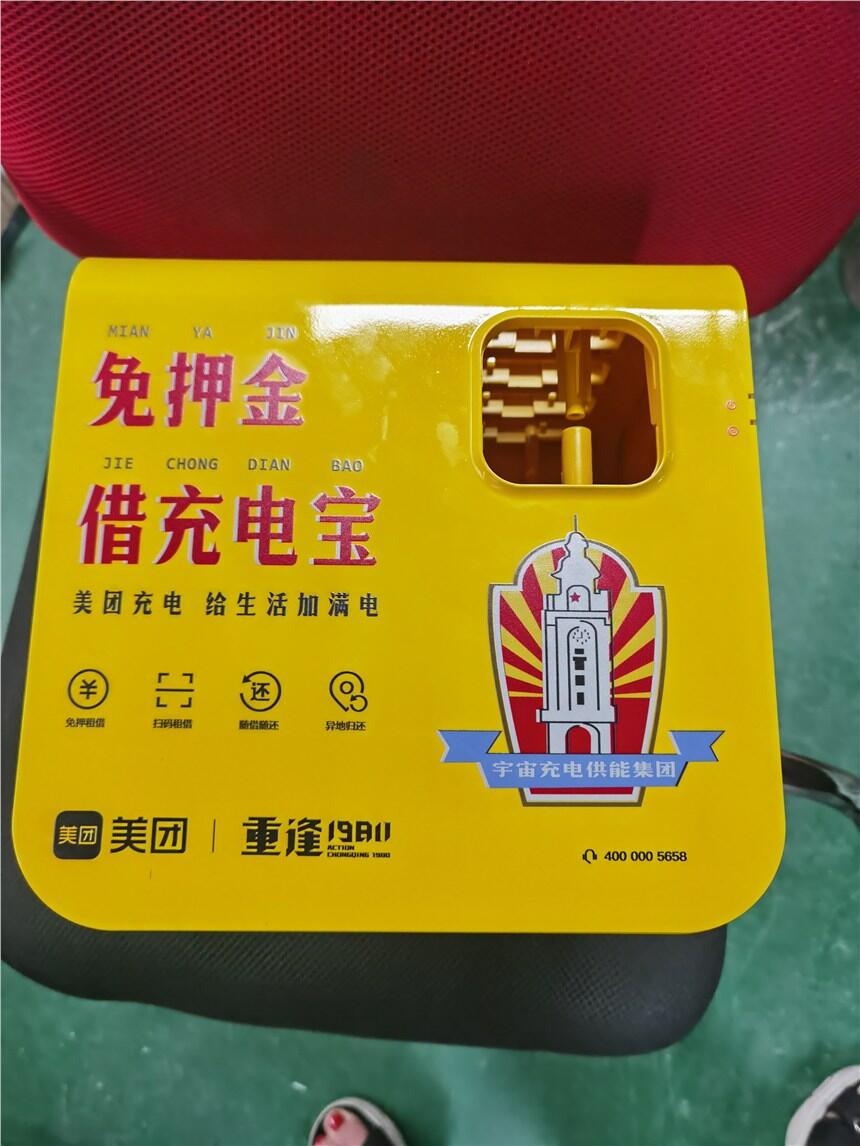 MIAN YA JIN
免押金
JIE CHONG DIAN BAO
借充电宝
美团充电 给生活加满电
免押租借 扫码租借 随借随还 异地归还
还
宇宙充电供能集团
美团 美团 重逢1980
ACTION
CHONGQING 1980
400 000 5658